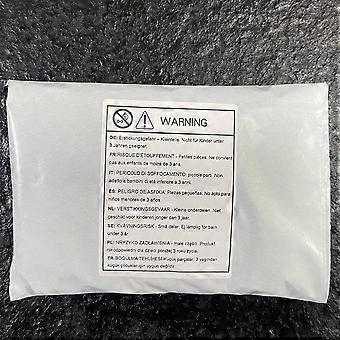 0-3
WARNING
DE: Erstickungsgefahr – Kleinteile. Nicht für Kinder unter
3 Jahren geeignet.
FR: RISQUE D'ETOUFFEMENT - Petites pièces. Ne convient
pas aux enfants de moins de 3 ans.
IT: PERICOLO DI SOFFOCAMENTO: piccole parti. Non
adatto a bambini di età inferiore a 3 anni.
ES: PELIGRO DE ASFIXIA: Piezas pequeñas. No apto para
niños menores de 3 años.
NL: VERSTIKKINGSGEVAAR - Kleine onderdelen. Niet
geschikt voor kinderen jonger dan 3 jaar.
SE: KVÄVNINGSRISK - Små delar. Ej lämplig för barn
under 3 år.
PL: NRYZYKO ZADŁAWIENIA - małe części. Produkt
nieodpowiedni dla dzieci poniżej 3 roku życia.
TR: BOĞULMA TEHLİKESİ-Küçük parçalar. 3 yaşından
küçük çocuklar için uygun değildir.